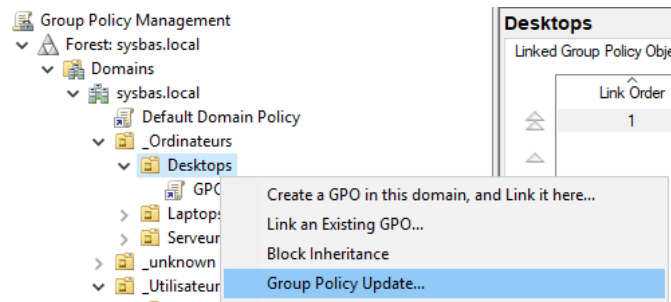 Group Policy Management
Forest: sysbas.local
Domains
sysbas.local
Default Domain Policy
_Ordinateurs
Desktops
GPO
Laptops
Serveur
_unknown
_Utilisateur
Create a GPO in this domain, and Link it here...
Link an Existing GPO...
Block Inheritance
Group Policy Update...
Desktops
Linked Group Policy Obje
Link Order
1